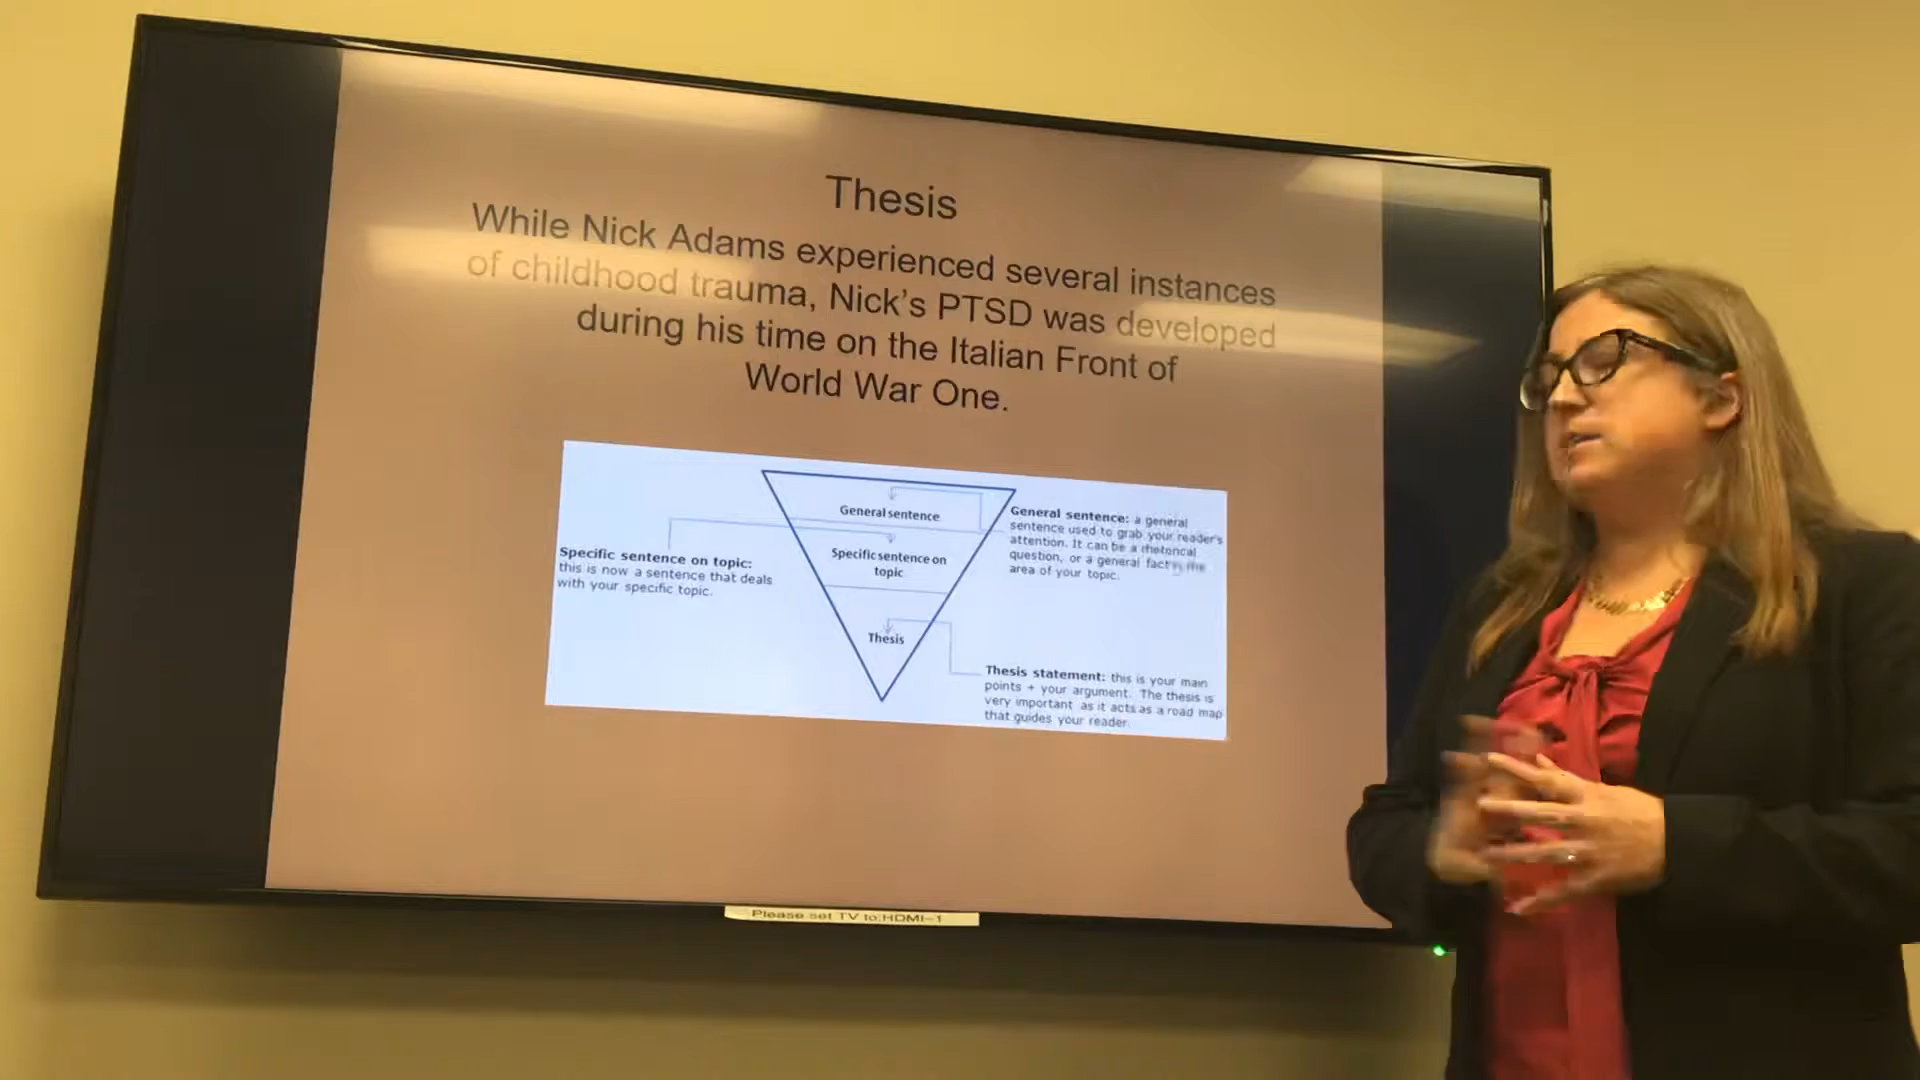 Thesis
While Nick Adams experienced several instances
of childhood trauma, Nick's PTSD was developed
during his time on the Italian Front of
World War One.
General sentence
Specific sentence on
topic
Thesis
Specific sentence on topic:
this is now a sentence that deals
with your specific topic.
General sentence: a general
sentence used to grab your reader's
attention. It can be a rhetorical
question, or a general fact in the
area of your topic.
Thesis statement: this is your main
points + your argument. The thesis is
very important as it acts as a road map
that guides your reader.
Please set TV to:HDMI-1